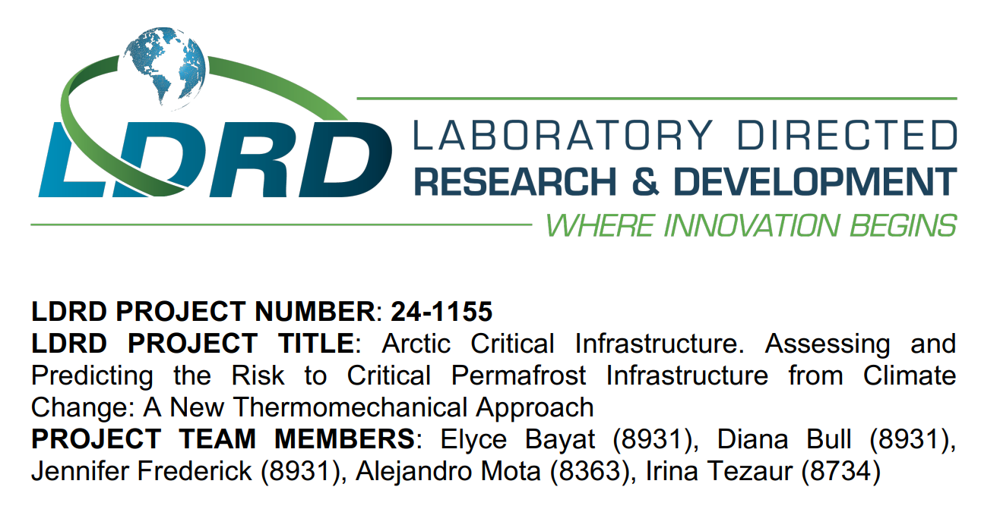 LDRD
LABORATORY DIRECTED
RESEARCH & DEVELOPMENT
WHERE INNOVATION BEGINS
LDRD PROJECT NUMBER: 24-1155
LDRD PROJECT TITLE: Arctic Critical Infrastructure. Assessing and
Predicting the Risk to Critical Permafrost Infrastructure from Climate
Change: A New Thermomechanical Approach
PROJECT TEAM MEMBERS: Elyce Bayat (8931), Diana Bull (8931),
Jennifer Frederick (8931), Alejandro Mota (8363), Irina Tezaur (8734)